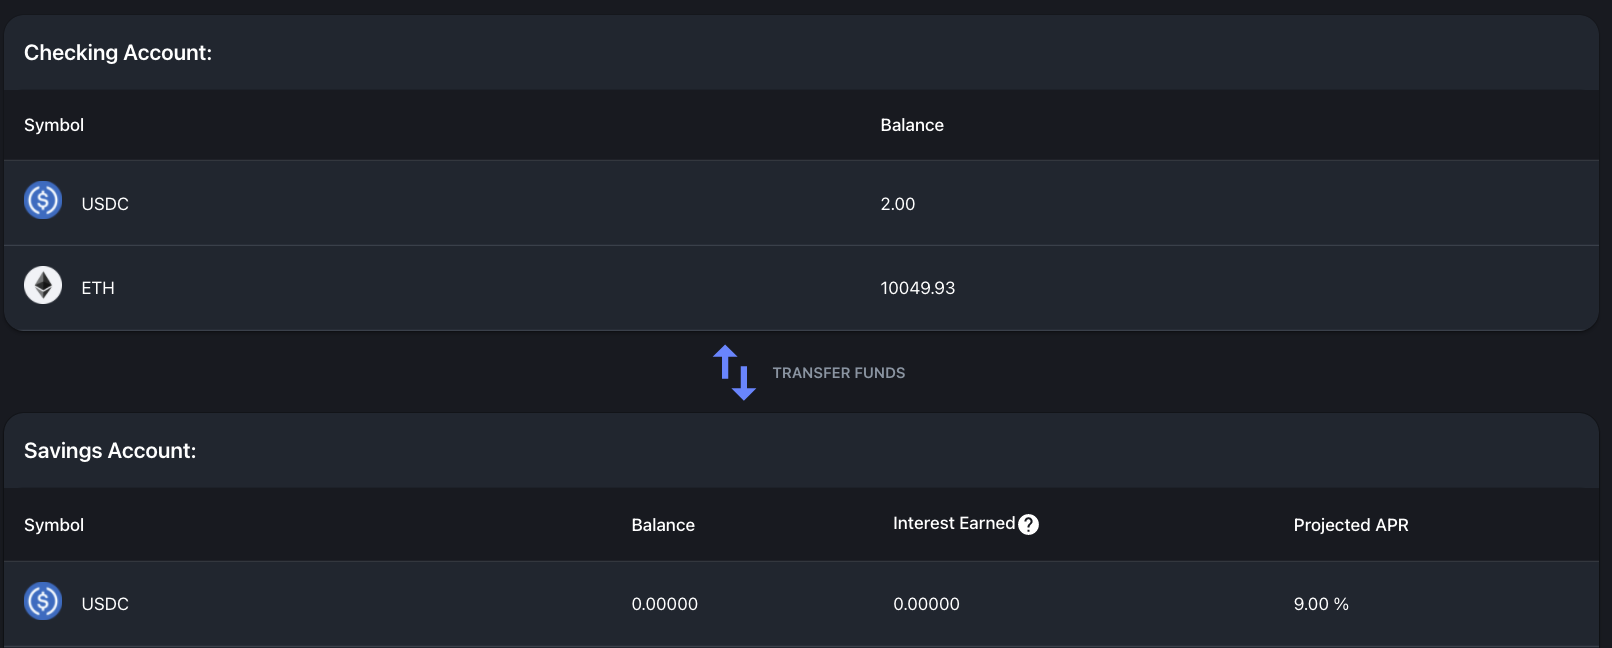 Checking Account:
Symbol Balance
USDC 2.00
ETH 10049.93
TRANSFER FUNDS
Savings Account:
Symbol Balance Interest Earned ? Projected APR
USDC 0.00000 0.00000 9.00 %